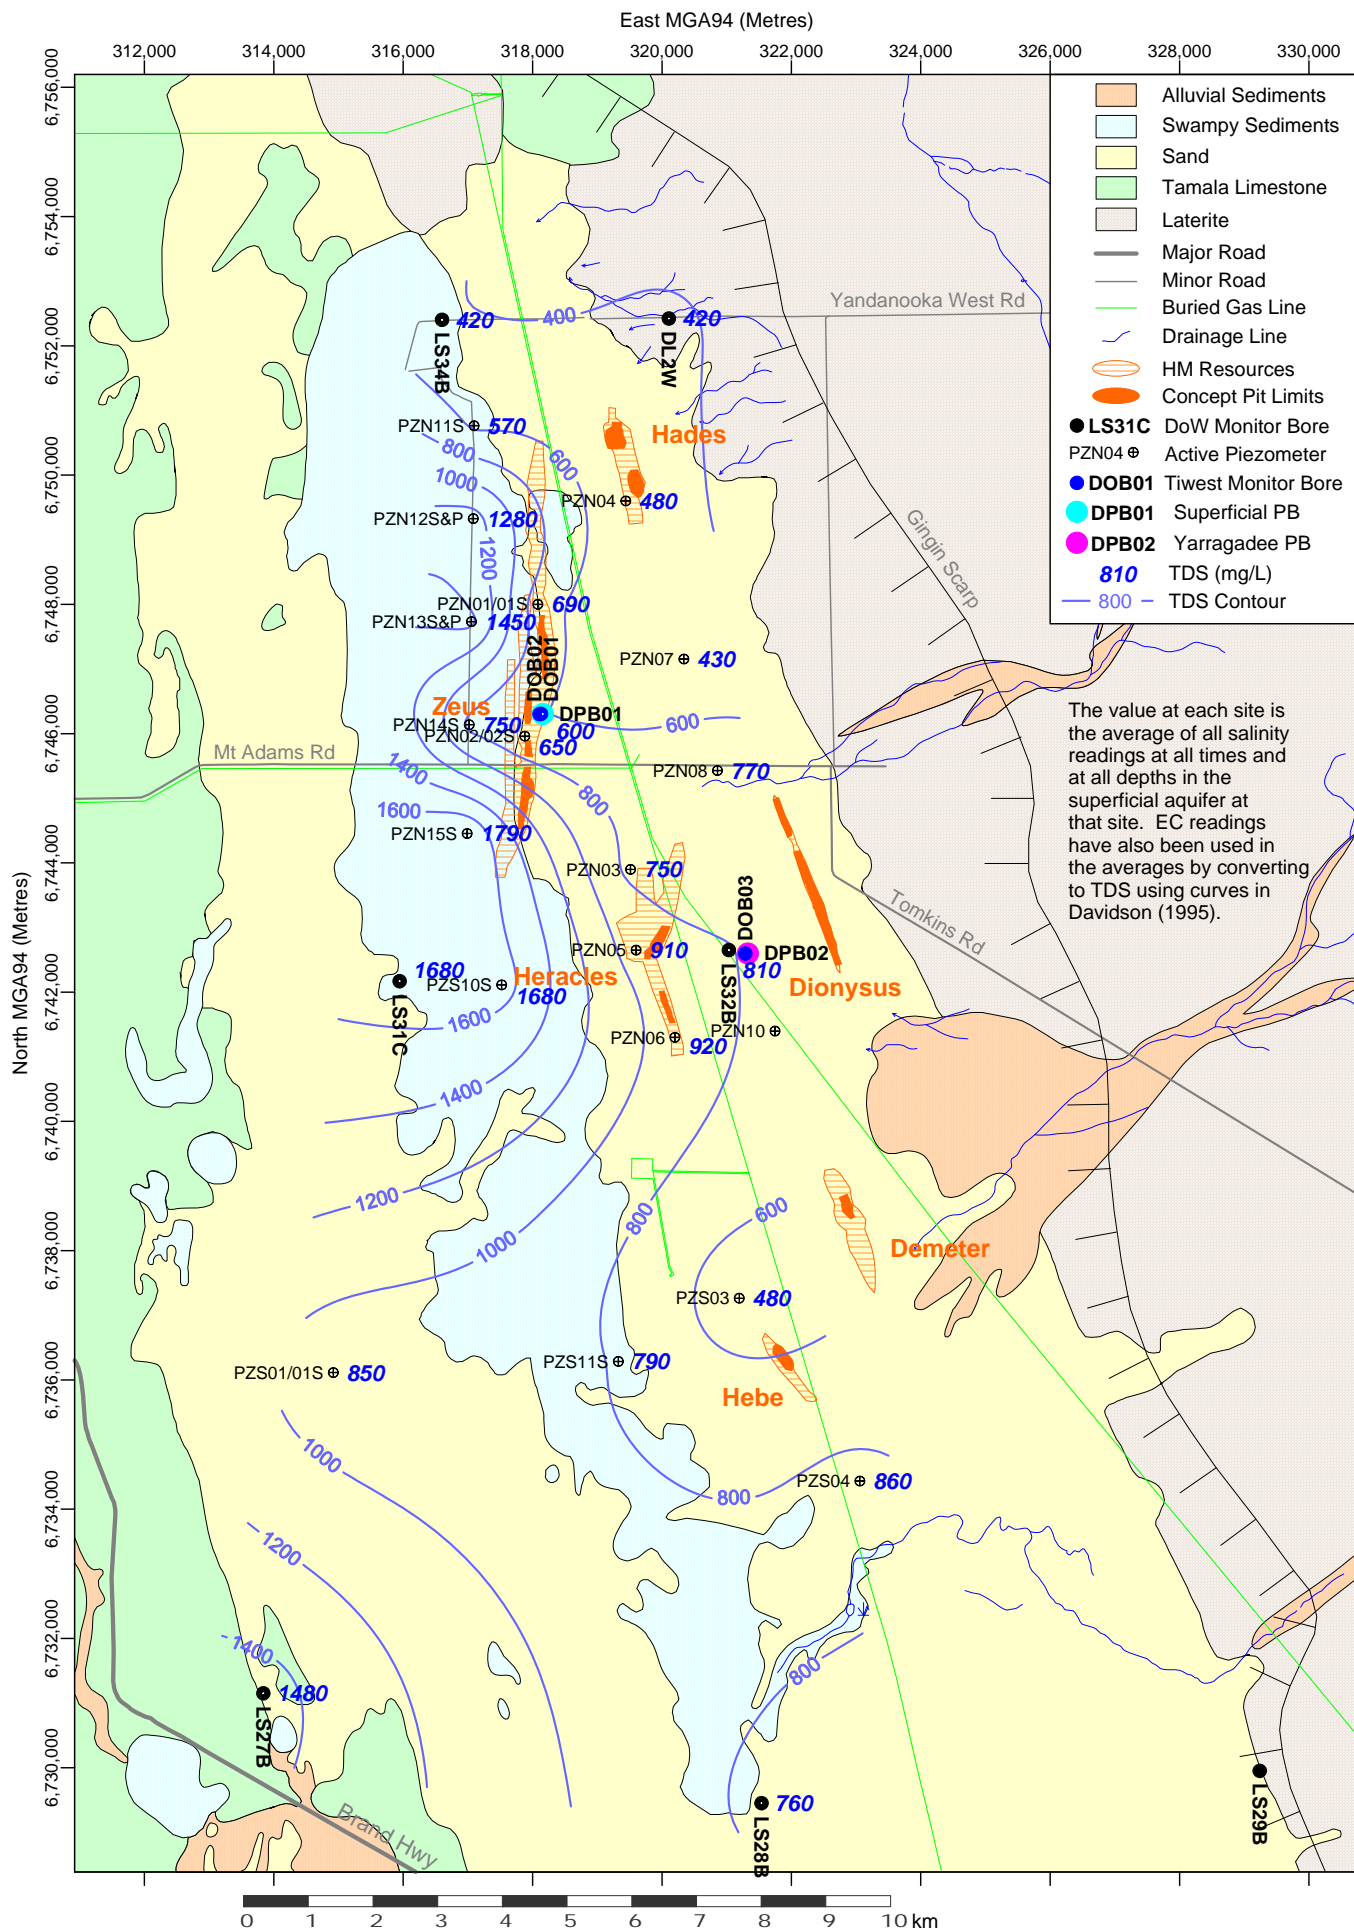 East MGA94 (Metres)
312,000
314,000
316,000
318,000
320,000
322,000
324,000
326,000
328,000
330,000
North MGA94 (Metres)
6,756,000
6,754,000
6,752,000
6,750,000
6,748,000
6,746,000
6,744,000
6,742,000
6,740,000
6,738,000
6,736,000
6,734,000
6,732,000
6,730,000
Alluvial Sediments
Swampy Sediments
Sand
Tamala Limestone
Laterite
Major Road
Minor Road
Buried Gas Line
Drainage Line
HM Resources
Concept Pit Limits
LS31C DoW Monitor Bore
PZN04 Active Piezometer
DOB01 Tiwest Monitor Bore
DPB01 Superficial PB
DPB02 Yarragadee PB
810 TDS (mg/L)
800 TDS Contour
The value at each site is
the average of all salinity
readings at all times and
at all depths in the
superficial aquifer at
that site. EC readings
have also been used in
the averages by converting
to TDS using curves in
Davidson (1995).
Yandanooka West Rd
400
420
LS34B
420
DL2W
PZN11S 570
Hades
800
600
1000
PZN04 480
PZN12S&P 1280
1200
Gingin Scarp
PZN01/01S 690
PZN13S&P 1450
DOB02
DOB01
PZN07 430
Zeus
DPB01
600
PZN14S 750
600
PZN02/02S 650
Mt Adams Rd
1400
PZN08 770
800
1600
PZN15S 1790
PZN03 750
DOB03
Tomkins Rd
PZN05 910
DPB02
810
LS32B
1680
LS31C
PZS10S 1680
Heracles
Dionysus
1600
PZN06 920
PZN10
1400
1200
800
600
1000
Demeter
PZS03 480
PZS11S 790
PZS01/01S 850
Hebe
1000
800
PZS04 860
1200
1400
800
1480
LS27B
LS29B
760
LS28B
Brand Hwy
0 1 2 3 4 5 6 7 8 9 10 km